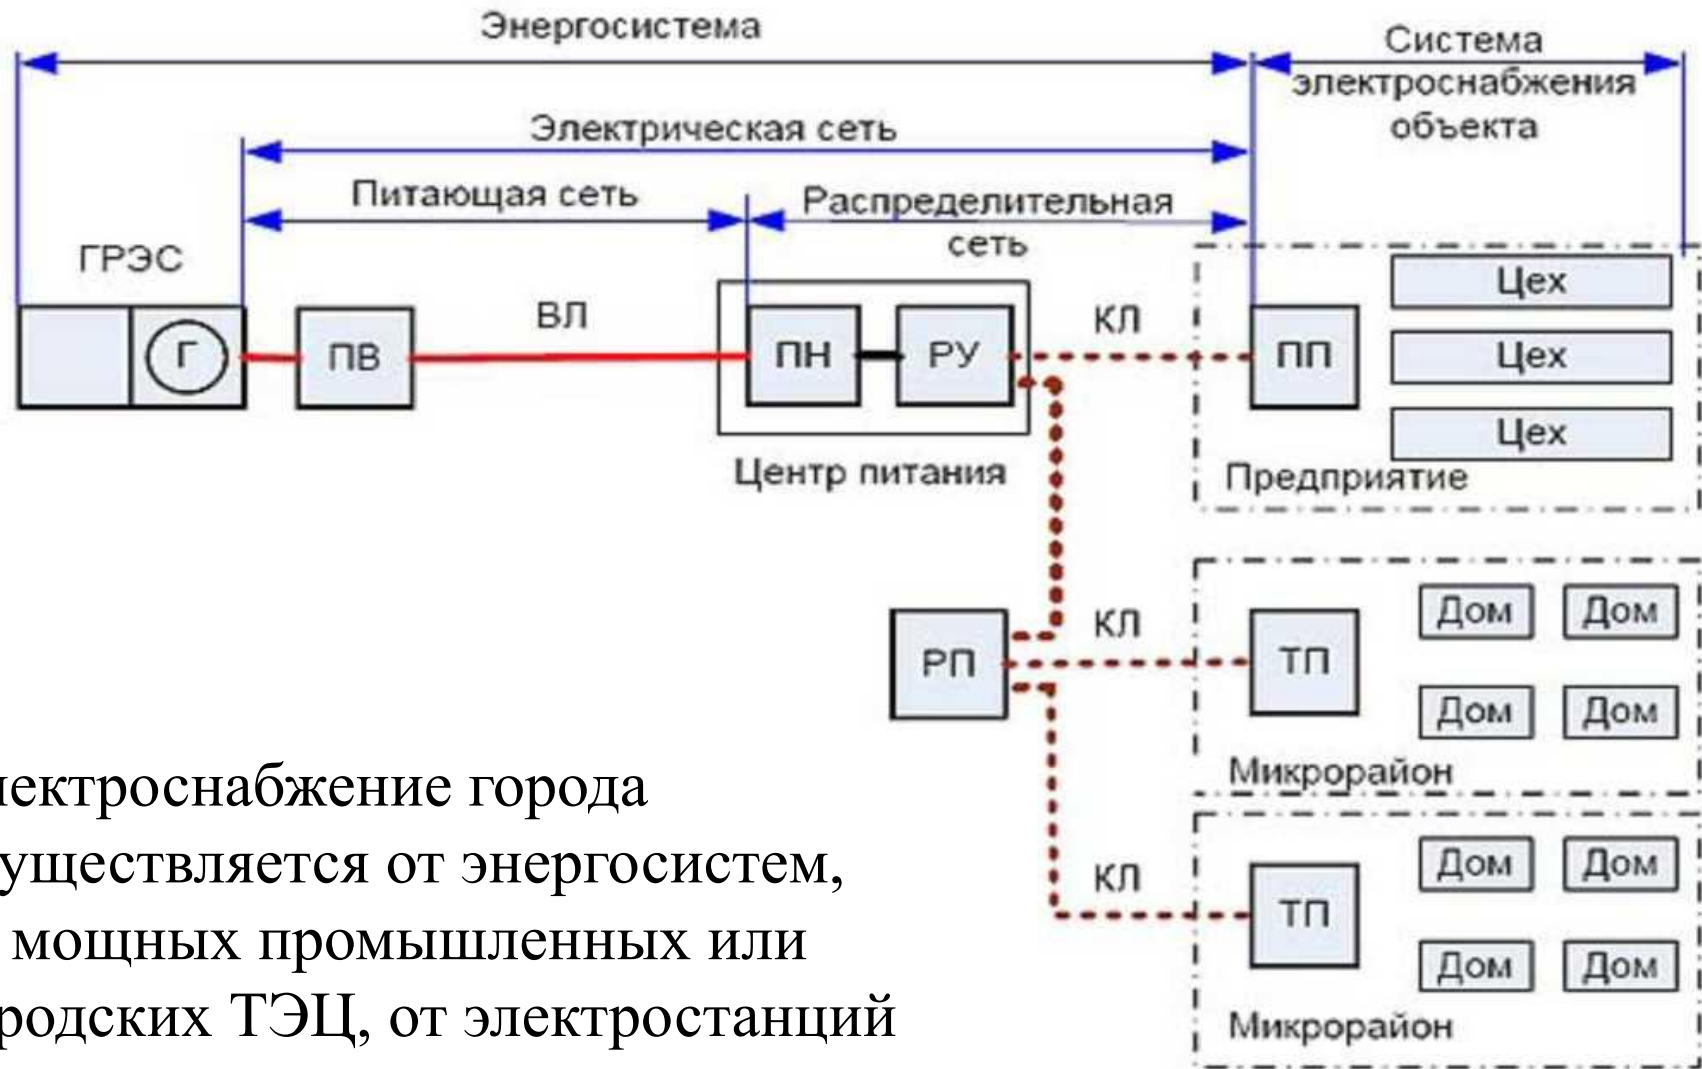 Энергосистема
Система
электроснабжения
объекта
Электрическая сеть
Питающая сеть
Распределительная
сеть
ГРЭС
Г
ПВ
ВЛ
ПН
РУ
КЛ
ПП
Цех
Цех
Цех
Центр питания
Предприятие
РП
КЛ
ТП
Дом
Дом
Дом
Дом
Микрорайон
КЛ
ТП
Дом
Дом
Дом
Дом
Микрорайон
лектроснабжение города
уществляется от энергосистем,
мощных промышленных или
родских ТЭЦ, от электростанций